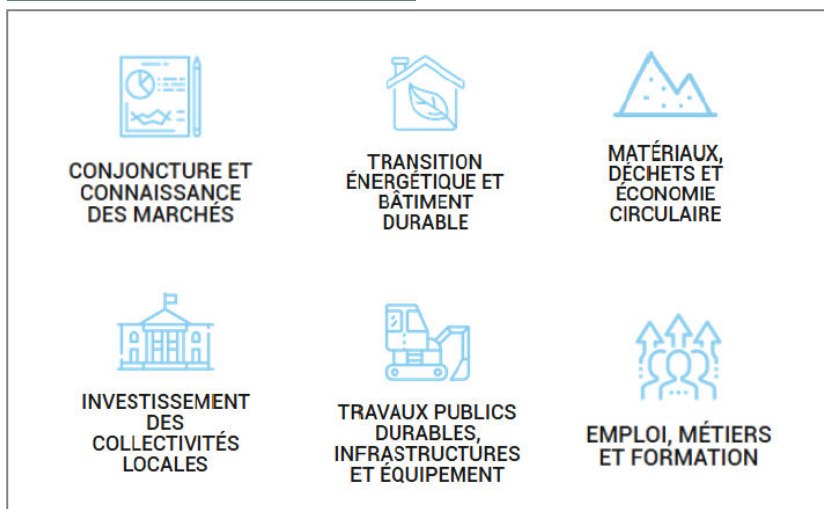 CONJONCTURE ET
CONNAISSANCE
DES MARCHÉS
TRANSITION
ÉNERGÉTIQUE ET
BÂTIMENT
DURABLE
MATÉRIAUX,
DÉCHETS ET
ÉCONOMIE
CIRCULAIRE
INVESTISSEMENT
DES
COLLECTIVITÉS
LOCALES
TRAVAUX PUBLICS
DURABLES,
INFRASTRUCTURES
ET ÉQUIPEMENT
EMPLOI, MÉTIERS
ET FORMATION